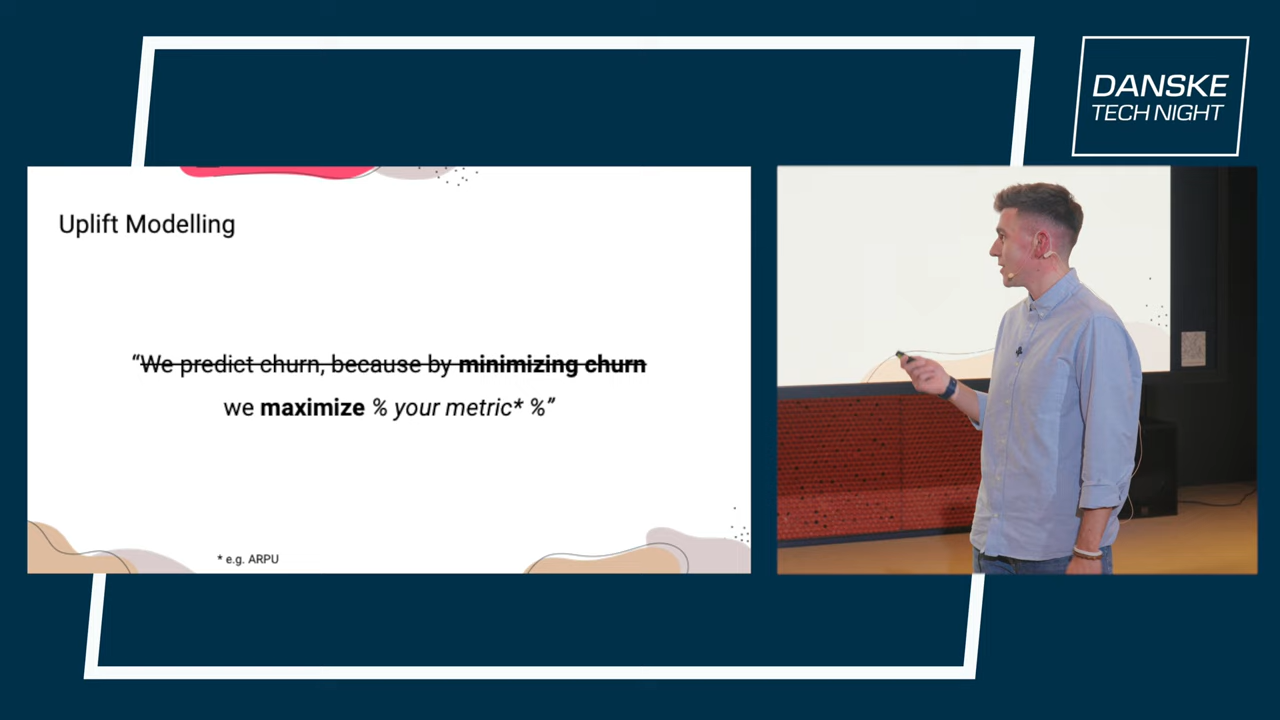 DANSKE
TECH NIGHT
Uplift Modelling
“We predict churn, because by minimizing churn
we maximize % your metric* %”
* e.g. ARPU